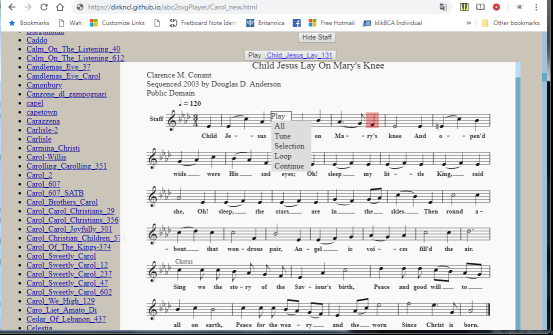 https://dirknd.github.io/abc2svgPlayer/Carol_new.html
Bookmarks
Wah
Customize Links
Fretboard Note Iden
Britannica
Free Hotmail
klikBCA Individual
»
Other bookmarks
Hide Staff
Play : Child_Jesus_Lay_131
Caddo
Calm_On_The_Listening_40
Calm_On_The_Listening_612
Candlemas_Eve_37
Candlemas_Eve_Carol
Canonbury
Canzone_dl_zampognari
capel
capetown
Carazzena
Carlisle-2
Carlisle
Carmina_Christi
Carol-Willis
Carolling_Carolling_351
Carol_2
Carol_607
Carol_607_SATB
Carol_Brothers_Carol
Carol_Carol_Christians_29
Carol_Carol_Christians_356
Carol_Carol_Joyfully_301
Carol_Christian_Children_57
Carol_Of_The_Kings-374
Carol_Sweetly_Carol
Carol_Sweetly_Carol_12
Carol_Sweetly_Carol_237
Carol_Sweetly_Carol_47
Carol_Sweetly_Carol_602
Carol_We_High_129
Caro_Liet_Amato_Di
Cedar_Of_Lebanon_437
Celestia
Child Jesus Lay On Mary's Knee
Clarence M. Conant
Sequenced 2003 by Douglas D. Anderson
Public Domain
♩ = 120
Staff
3
4
Play
All
Tune
Selection
Loop
Continue
Child Je - sus on Ma - ry's knee And o - pen'd
wide were His sad eyes; Oh! sleep, my lit - tle King, said
she, Oh! sleep, the stars are in the skies. Then round a -
- bout that won - drous pair, An - gel ic voi - ces fill'd the air.
Chorus
Sing we the sto - ry of the Sav - iour's birth, Peace and good will to
all on earth, Peace for the wea - ry and the worn Since Christ is born.